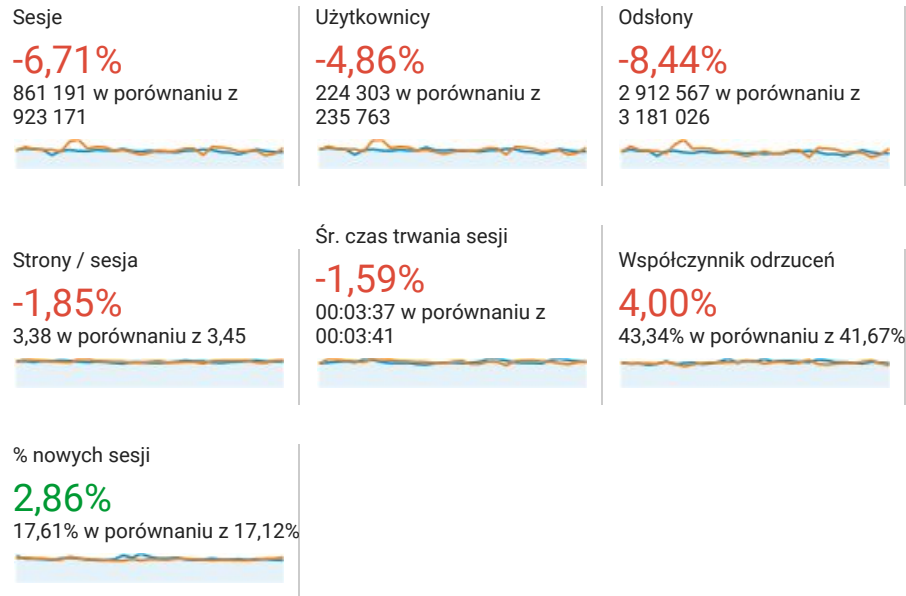 Sesje
-6,71%
861 191 w porównaniu z
923 171
Użytkownicy
-4,86%
224 303 w porównaniu z
235 763
Odsłony
-8,44%
2 912 567 w porównaniu z
3 181 026
Strony / sesja
-1,85%
3,38 w porównaniu z 3,45
Śr. czas trwania sesji
-1,59%
00:03:37 w porównaniu z
00:03:41
Współczynnik odrzuceń
4,00%
43,34% w porównaniu z 41,67%
% nowych sesji
2,86%
17,61% w porównaniu z 17,12%